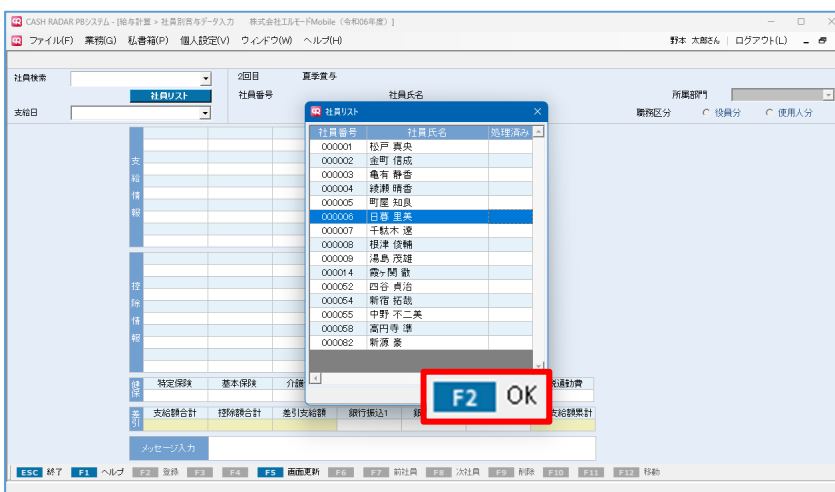 CASH RADAR PBシステム - [給与計算 > 社員別賞与データ入力　株式会社エルモードMobile（令和06年度）]
ファイル(F) 業務(G) 私書箱(P) 個人設定(V) ウィンドウ(W) ヘルプ(H) 野本 太郎さん | ログアウト(L)
社員検索 2回目 夏季賞与
社員リスト 社員番号 社員氏名 所属部門
支給日 職務区分 役員分 使用人分
社員リスト
社員番号 社員氏名 処理済み
000001 松戸 真央
000002 金町 信成
000003 亀有 静香
000004 綾瀬 晴香
000005 町屋 知良
000006 日暮 里美
000007 千駄木 遼
000008 根津 俊輔
000009 湯島 茂雄
000014 霞ヶ関 徹
000052 四谷 貞治
000054 新宿 拓哉
000055 中野 不二美
000058 高円寺 準
000082 新源 豪
支給情報
控除情報
F2 OK
健保 特定保険 基本保険 介護 税通勤費
差引 支給額合計 控除額合計 差引支給額 銀行振込1 支給額累計
メッセージ入力
ESC 終了 F1 ヘルプ F2 登録 F3 F4 F5 画面更新 F6 F7 前社員 F8 次社員 F9 削除 F10 F11 F12 移動